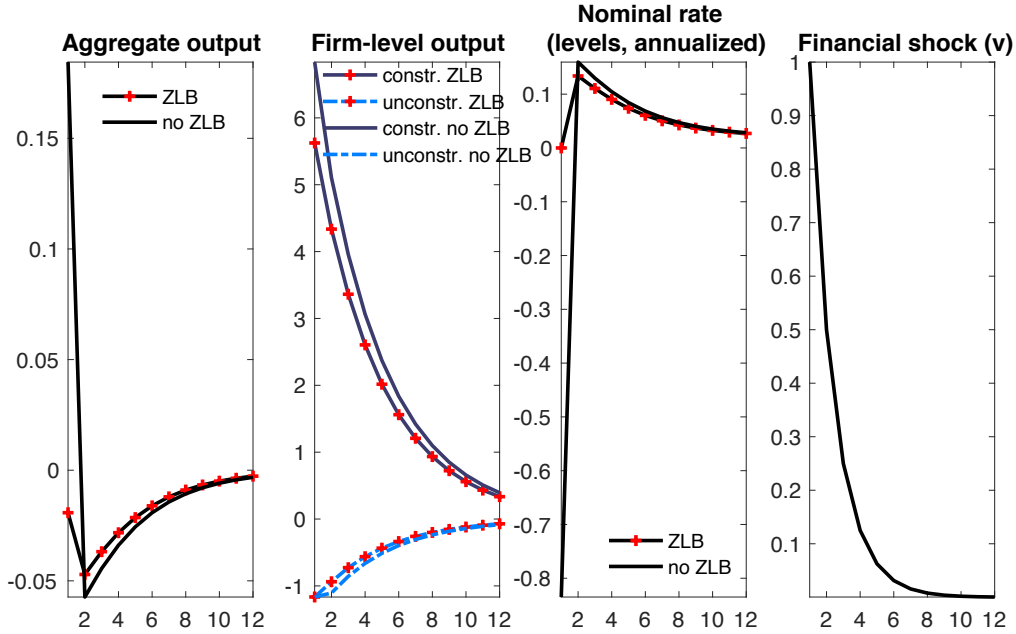 Aggregate output
0.15
0.1
0.05
0
-0.05
2 4 6 8 10 12
ZLB
no ZLB
Firm-level output
6
5
4
3
2
1
0
-1
2 4 6 8 10 12
constr. ZLB
unconstr. ZLB
constr. no ZLB
unconstr. no ZLB
Nominal rate
(levels, annualized)
0.1
0
-0.1
-0.2
-0.3
-0.4
-0.5
-0.6
-0.7
-0.8
2 4 6 8 10 12
ZLB
no ZLB
Financial shock (v)
1
0.9
0.8
0.7
0.6
0.5
0.4
0.3
0.2
0.1
2 4 6 8 10 12